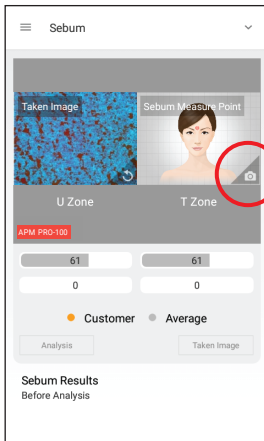 Sebum
Taken Image
Sebum Measure Point
U Zone
T Zone
APM PRO-100
61
61
0
0
Customer
Average
Analysis
Taken Image
Sebum Results
Before Analysis